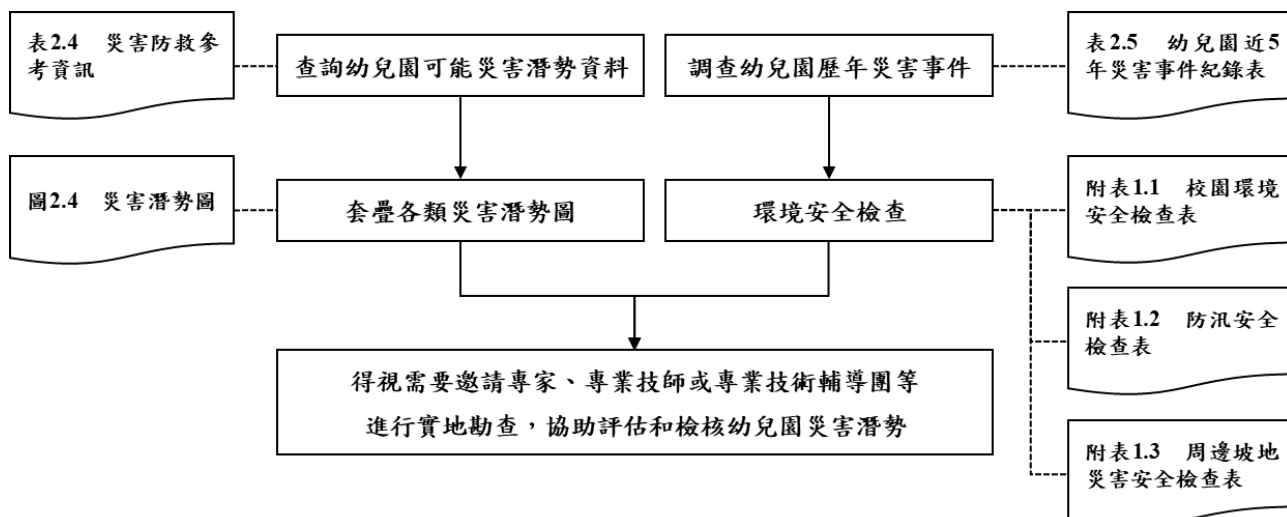 表2.4 災害防救參
考資訊
查詢幼兒園可能災害潛勢資料
調查幼兒園歷年災害事件
表2.5 幼兒園近5
年災害事件紀錄表
圖2.4 災害潛勢圖
套疊各類災害潛勢圖
環境安全檢查
附表1.1 校園環境
安全檢查表
附表1.2 防汛安全
檢查表
得視需要邀請專家、專業技師或專業技術輔導團等
進行實地勘查，協助評估和檢核幼兒園災害潛勢
附表1.3 周邊坡地
災害安全檢查表